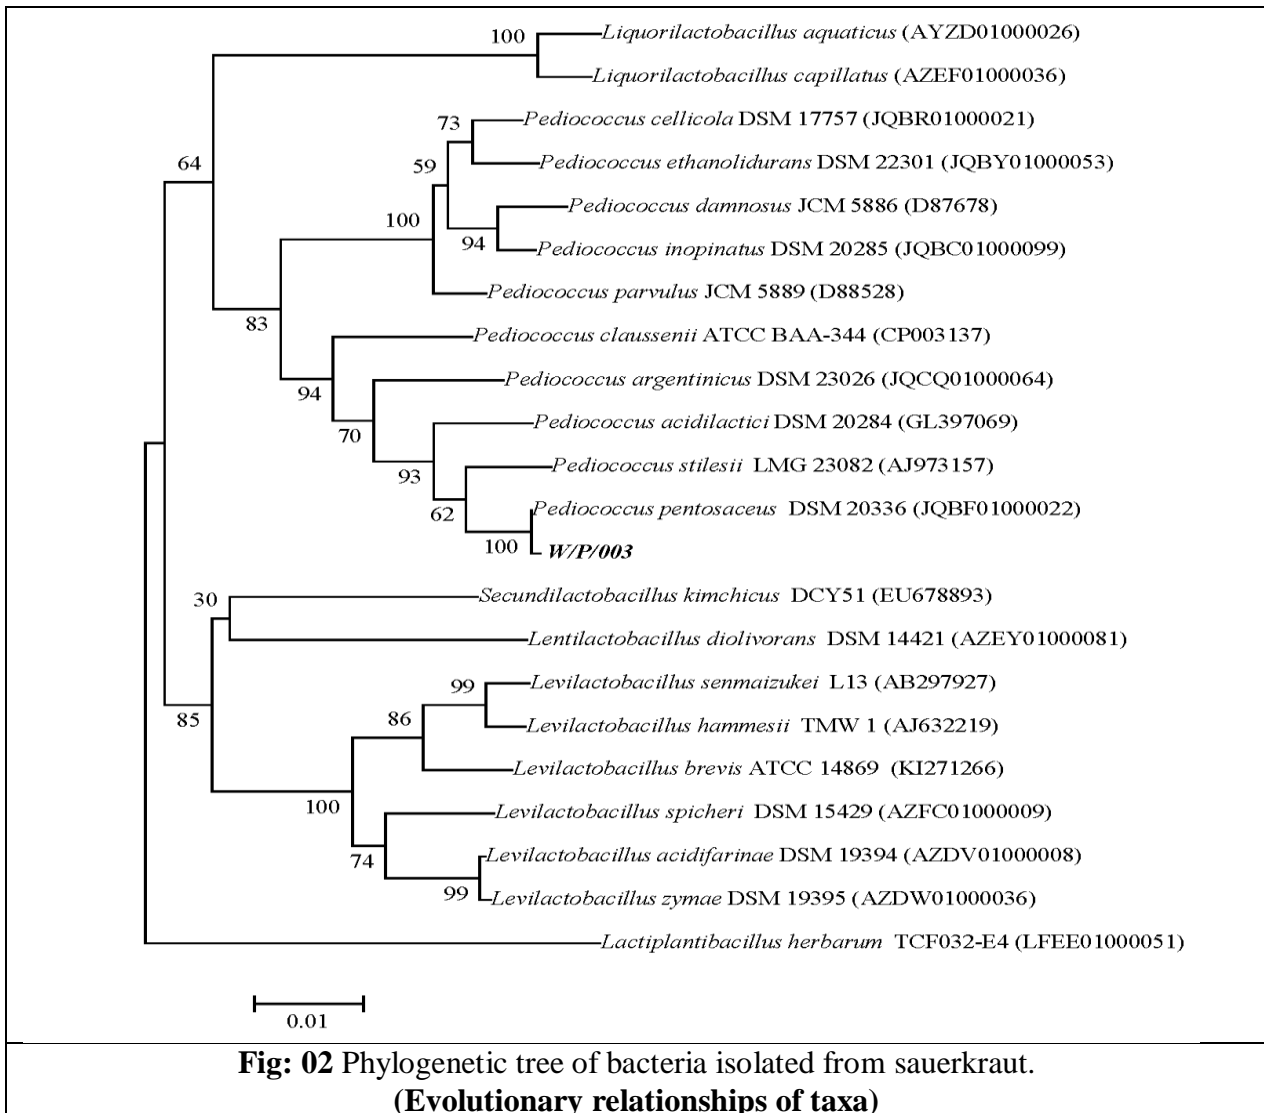 100
Liquorilactobacillus aquaticus (AYZD01000026)
Liquorilactobacillus capillatus (AZEF01000036)
73
Pediococcus cellicola DSM 17757 (JQBR01000021)
Pediococcus ethanolidurans DSM 22301 (JQBY01000053)
64
59
Pediococcus damnosus JCM 5886 (D87678)
100
94
Pediococcus inopinatus DSM 20285 (JQBC01000099)
Pediococcus parvulus JCM 5889 (D88528)
83
Pediococcus claussenii ATCC BAA-344 (CP003137)
Pediococcus argentinicus DSM 23026 (JQCQ01000064)
94
Pediococcus acidilactici DSM 20284 (GL397069)
70
Pediococcus stilesii LMG 23082 (AJ973157)
93
Pediococcus pentosaceus DSM 20336 (JQBF01000022)
62
100
W/P/003
30
Secundilactobacillus kimchicus DCY51 (EU678893)
Lentilactobacillus diolivorans DSM 14421 (AZEY01000081)
99
Levilactobacillus senmaizukei L13 (AB297927)
85
86
Levilactobacillus hammesii TMW 1 (AJ632219)
Levilactobacillus brevis ATCC 14869 (KI271266)
100
Levilactobacillus spicheri DSM 15429 (AZFC01000009)
74
Levilactobacillus acidifarinae DSM 19394 (AZDV01000008)
99
Levilactobacillus zymae DSM 19395 (AZDW01000036)
Lactiplantibacillus herbarum TCF032-E4 (LFEE01000051)
0.01
Fig: 02 Phylogenetic tree of bacteria isolated from sauerkraut.
(Evolutionary relationships of taxa)